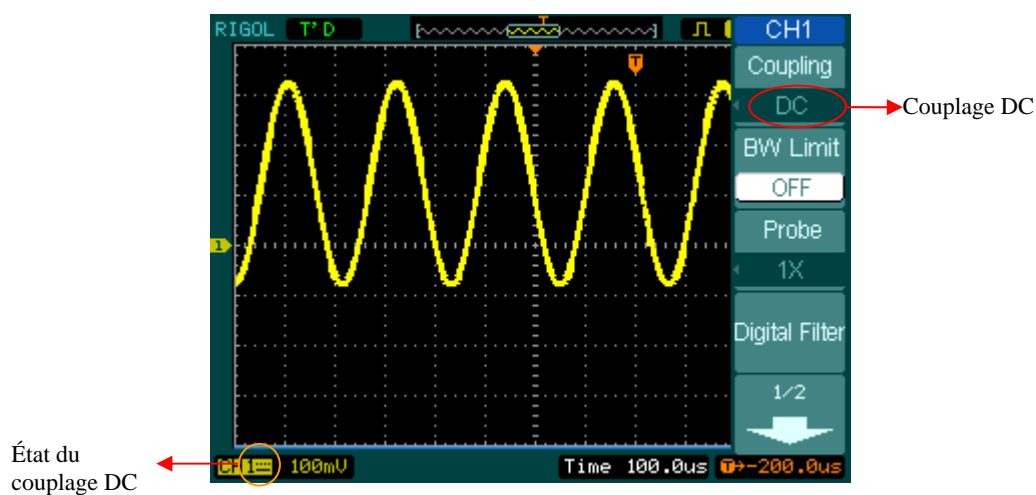 RIGOL T'D T
CH1
T
Coupling
DC
Couplage DC
BW Limit
OFF
Probe
1
1X
Digital Filter
1/2
État du
couplage DC
CH1 100mV Time 100.0us T→-200.0us